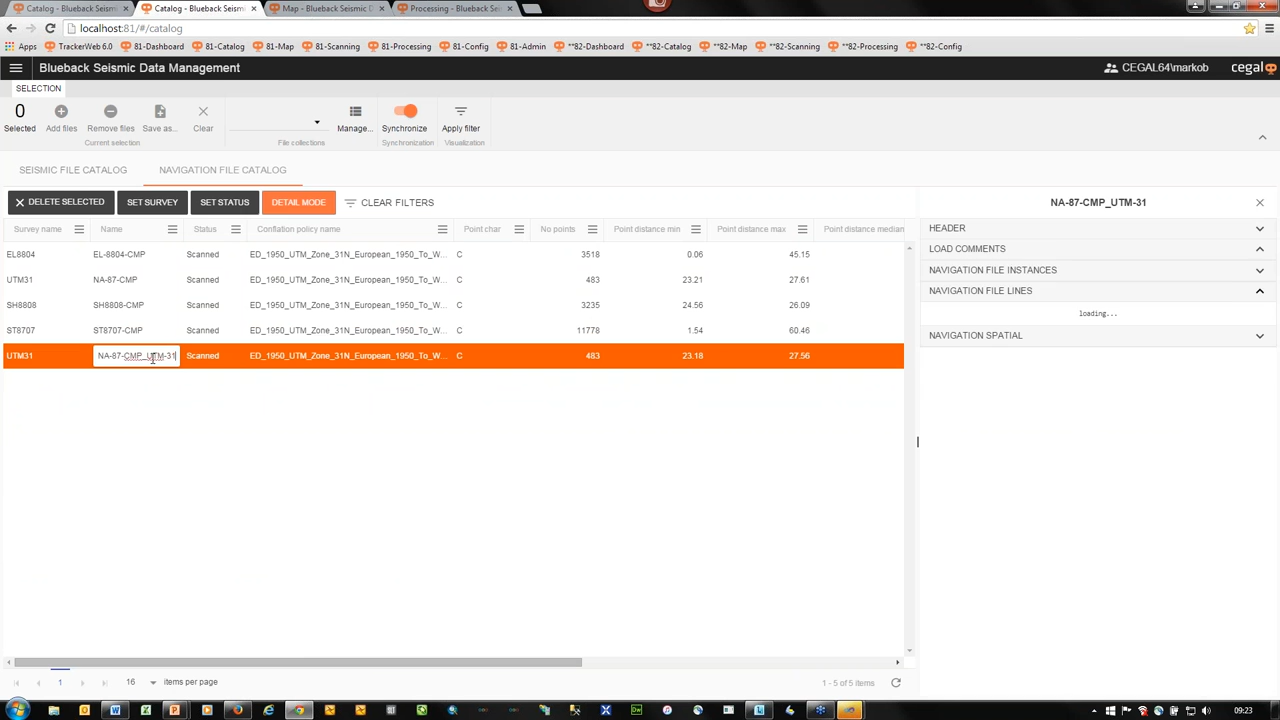 Catalog - Blueback Seismi Catalog - Blueback Seismi Map - Blueback Seismic D Processing - Blueback Seis
localhost:81/#/catalog
Apps TrackerWeb 6.0 81-Dashboard 81-Catalog 81-Map 81-Scanning 81-Processing 81-Config 81-Admin **82-Dashboard **82-Catalog **82-Map **82-Scanning **82-Processing **82-Config
Blueback Seismic Data Management CEGAL64\markob cegal
SELECTION
0
Selected Add files Remove files Save as... Clear Manage... Synchronize Apply filter
Current selection File collections Synchronization Visualization
SEISMIC FILE CATALOG NAVIGATION FILE CATALOG
DELETE SELECTED SET SURVEY SET STATUS DETAIL MODE CLEAR FILTERS NA-87-CMP_UTM-31
Survey name Name Status Conflation policy name Point char No points Point distance min Point distance max Point distance median HEADER
LOAD COMMENTS
EL8804 EL-8804-CMP Scanned ED_1950_UTM_Zone_31N_European_1950_To_W... C 3518 0.06 45.15
NAVIGATION FILE INSTANCES
UTM31 NA-87-CMP Scanned ED_1950_UTM_Zone_31N_European_1950_To_W... C 483 23.21 27.61
NAVIGATION FILE LINES
SH8808 SH8808-CMP Scanned ED_1950_UTM_Zone_31N_European_1950_To_W... C 3235 24.56 26.09
loading...
ST8707 ST8707-CMP Scanned ED_1950_UTM_Zone_31N_European_1950_To_W... C 11778 1.54 60.46
NAVIGATION SPATIAL
UTM31 NA-87-CMP_UTM-31 Scanned ED_1950_UTM_Zone_31N_European_1950_To_W... C 483 23.18 27.56
1 16 items per page 1 - 5 of 5 items
09:23